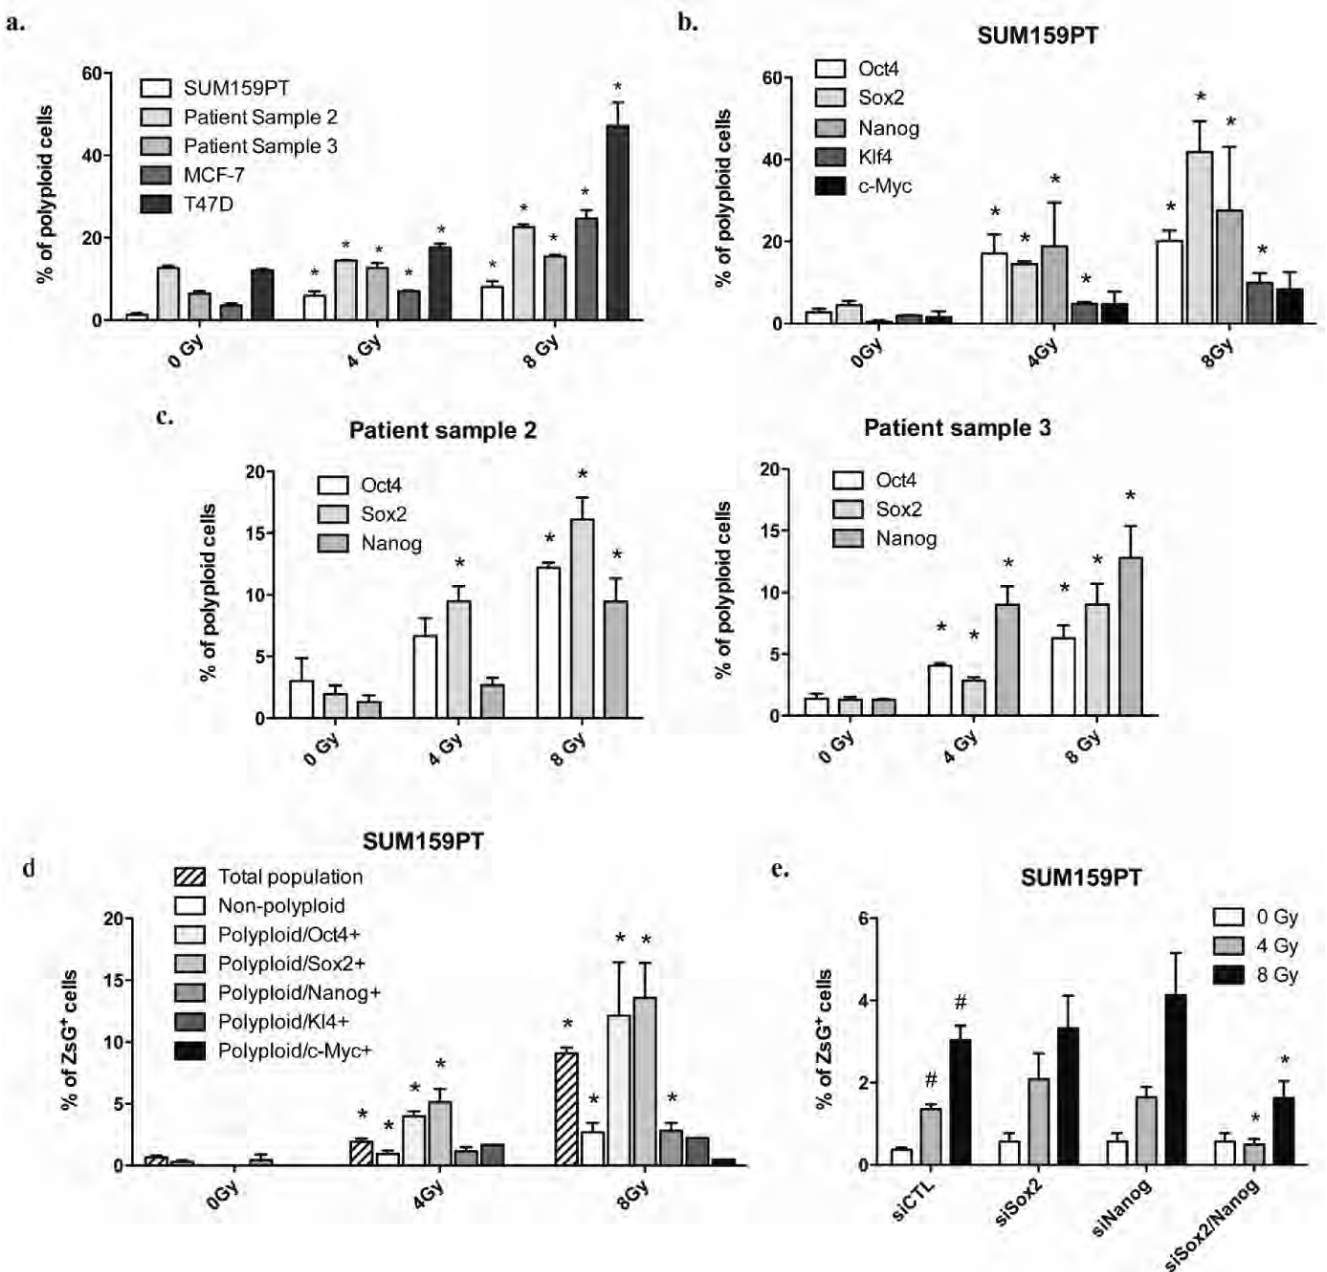 a.
% of polyploid cells
60
40
20
0
SUM159PT
Patient Sample 2
Patient Sample 3
MCF-7
T47D
* * * * *
* * * * *
0 Gy
4 Gy
8 Gy
b.
SUM159PT
% of polyploid cells
60
40
20
0
Oct4
Sox2
Nanog
Klf4
c-Myc
* * * *
* * * *
0Gy
4Gy
8Gy
c.
Patient sample 2
% of polyploid cells
20
15
10
5
0
Oct4
Sox2
Nanog
*
* * *
0 Gy
4 Gy
8 Gy
Patient sample 3
% of polyploid cells
20
15
10
5
0
Oct4
Sox2
Nanog
* * *
* * *
0 Gy
4 Gy
8 Gy
d
SUM159PT
% of ZsG+ cells
20
15
10
5
0
Total population
Non-polyploid
Polyploid/Oct4+
Polyploid/Sox2+
Polyploid/Nanog+
Polyploid/Kl4+
Polyploid/c-Myc+
* * * *
* * * * *
0Gy
4Gy
8Gy
e.
SUM159PT
% of ZsG+ cells
6
4
2
0
0 Gy
4 Gy
8 Gy
# #
* *
siCTL
siSox2
siNanog
siSox2/Nanog